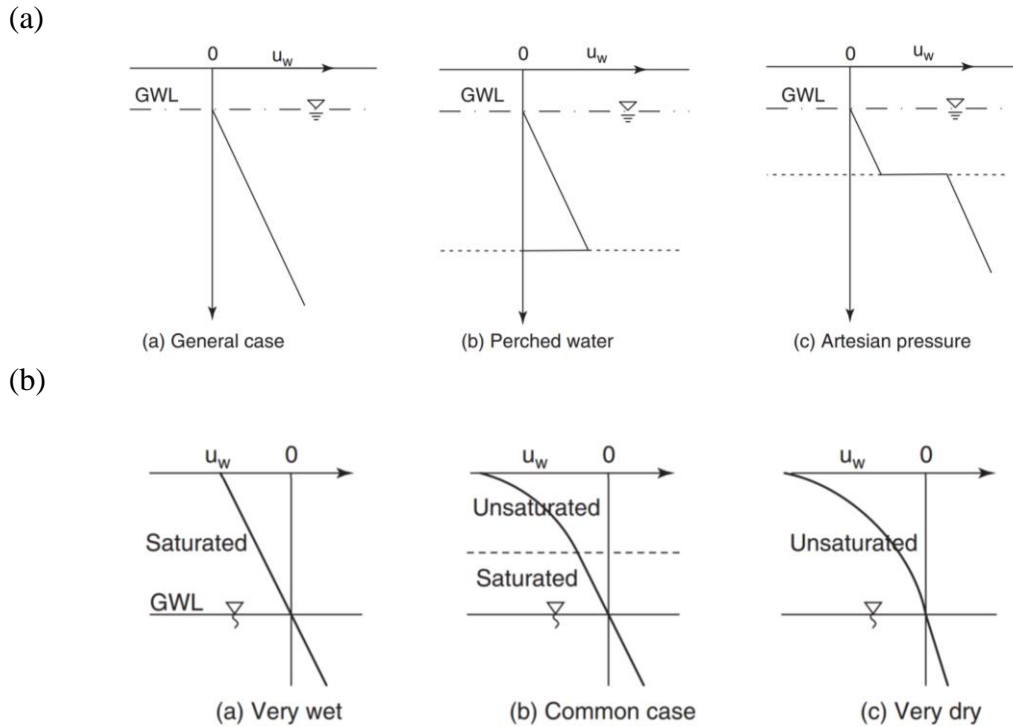 (a)
0 0 0
u_w u_w u_w
GWL GWL GWL
(a) General case (b) Perched water (c) Artesian pressure
(b)
u_w 0 u_w 0 u_w 0
Unsaturated
Saturated Unsaturated
Saturated
GWL
(a) Very wet (b) Common case (c) Very dry